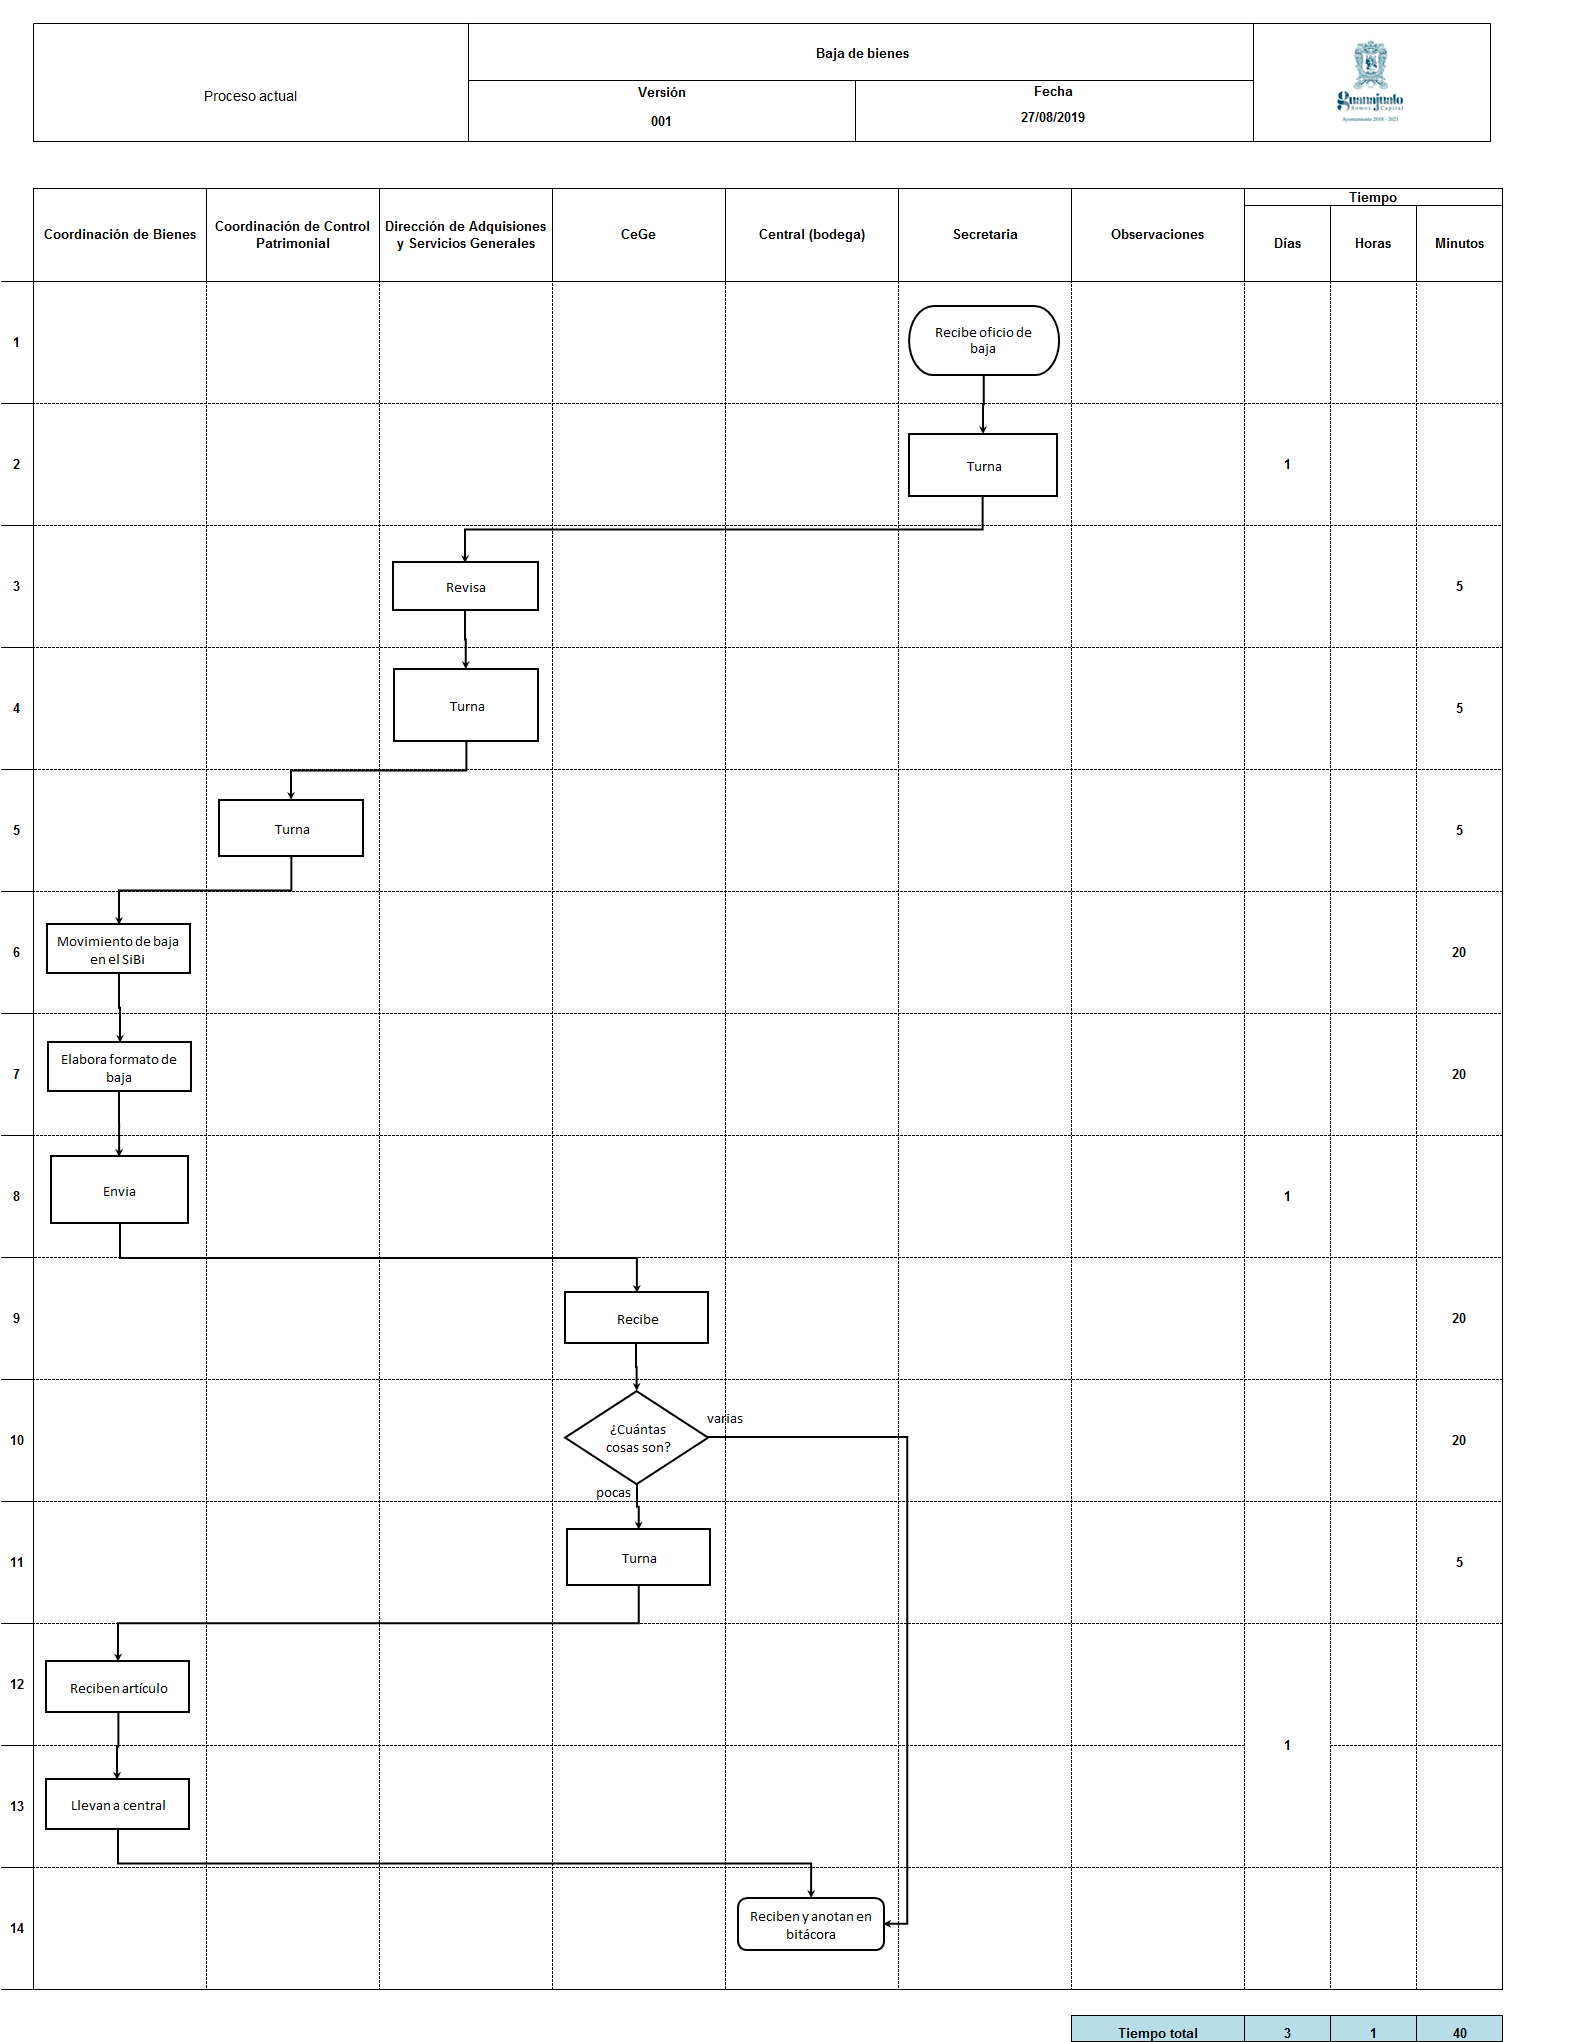 Baja de bienes
Proceso actual
Versión
Fecha
001
27/08/2019
guanajuato
Somos Capital
Ayuntamiento 2018 - 2021
Tiempo
Coordinación de Bienes
Coordinación de Control
Patrimonial
Dirección de Adquisiones
y Servicios Generales
CeGe
Central (bodega)
Secretaria
Observaciones
Días
Horas
Minutos
1
Recibe oficio de
baja
2
Turna
1
3
Revisa
5
4
Turna
5
5
Turna
5
6
Movimiento de baja
en el SiBi
20
7
Elabora formato de
baja
20
8
Envia
1
9
Recibe
20
10
¿Cuántas
cosas son?
varias
pocas
20
11
Turna
5
12
Reciben artículo
1
13
Llevan a central
14
Reciben y anotan en
bitácora
Tiempo total
3
1
40